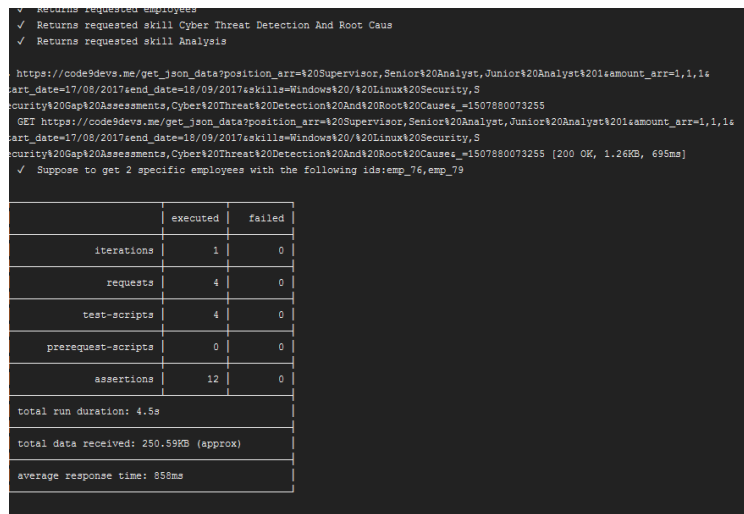 ✓ Returns requested employees
✓ Returns requested skill Cyber Threat Detection And Root Caus
✓ Returns requested skill Analysis
https://code9devs.me/get_json_data?position_arr=%20Supervisor,Senior%20Analyst,Junior%20Analyst%201&amount_arr=1,1,1&
tart_date=17/08/2017&end_date=18/09/2017&skills=Windows%20/%20Linux%20Security,S
ecurity%20Gap%20Assessments,Cyber%20Threat%20Detection%20And%20Root%20Cause&_=1507880073255
GET https://code9devs.me/get_json_data?position_arr=%20Supervisor,Senior%20Analyst,Junior%20Analyst%201&amount_arr=1,1,1&
tart_date=17/08/2017&end_date=18/09/2017&skills=Windows%20/%20Linux%20Security,S
ecurity%20Gap%20Assessments,Cyber%20Threat%20Detection%20And%20Root%20Cause&_=1507880073255 [200 OK, 1.26KB, 695ms]
✓ Suppose to get 2 specific employees with the following ids:emp_76,emp_79
executed failed
iterations 1 0
requests 4 0
test-scripts 4 0
prerequest-scripts 0 0
assertions 12 0
total run duration: 4.5s
total data received: 250.59KB (approx)
average response time: 858ms